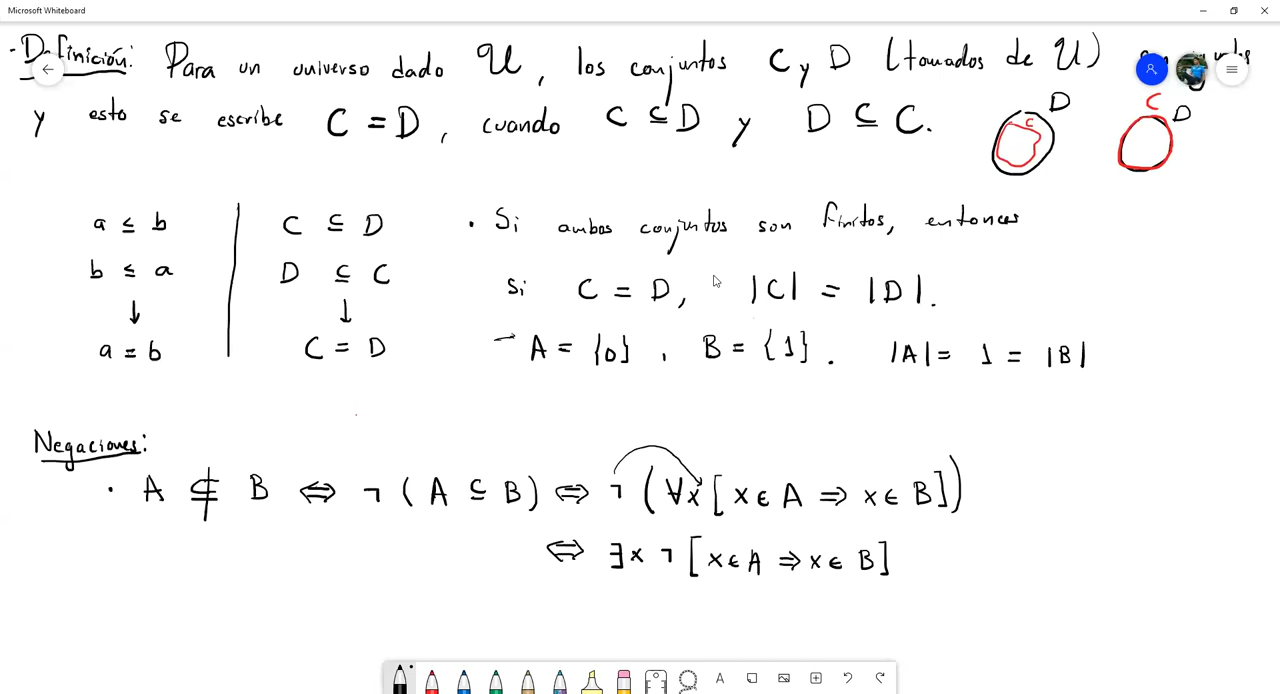 Microsoft Whiteboard
- Definición: Para un universo dado U, los conjuntos C y D (tomados de U)
y esto se escribe C = D, cuando C ⊆ D y D ⊆ C.
C D
C D
a ≤ b
b ≤ a
↓
a = b
C ⊆ D
D ⊆ C
↓
C = D
• Si ambos conjuntos son finitos, entonces
Si C = D, |C| = |D|.
- A = {0}, B = {1}. |A| = 1 = |B|
Negaciones:
• A ⊈ B ⇔ ¬(A ⊆ B) ⇔ ¬(∀x[x ∈ A ⇒ x ∈ B])
⇔ ∃x ¬[x ∈ A ⇒ x ∈ B]
A